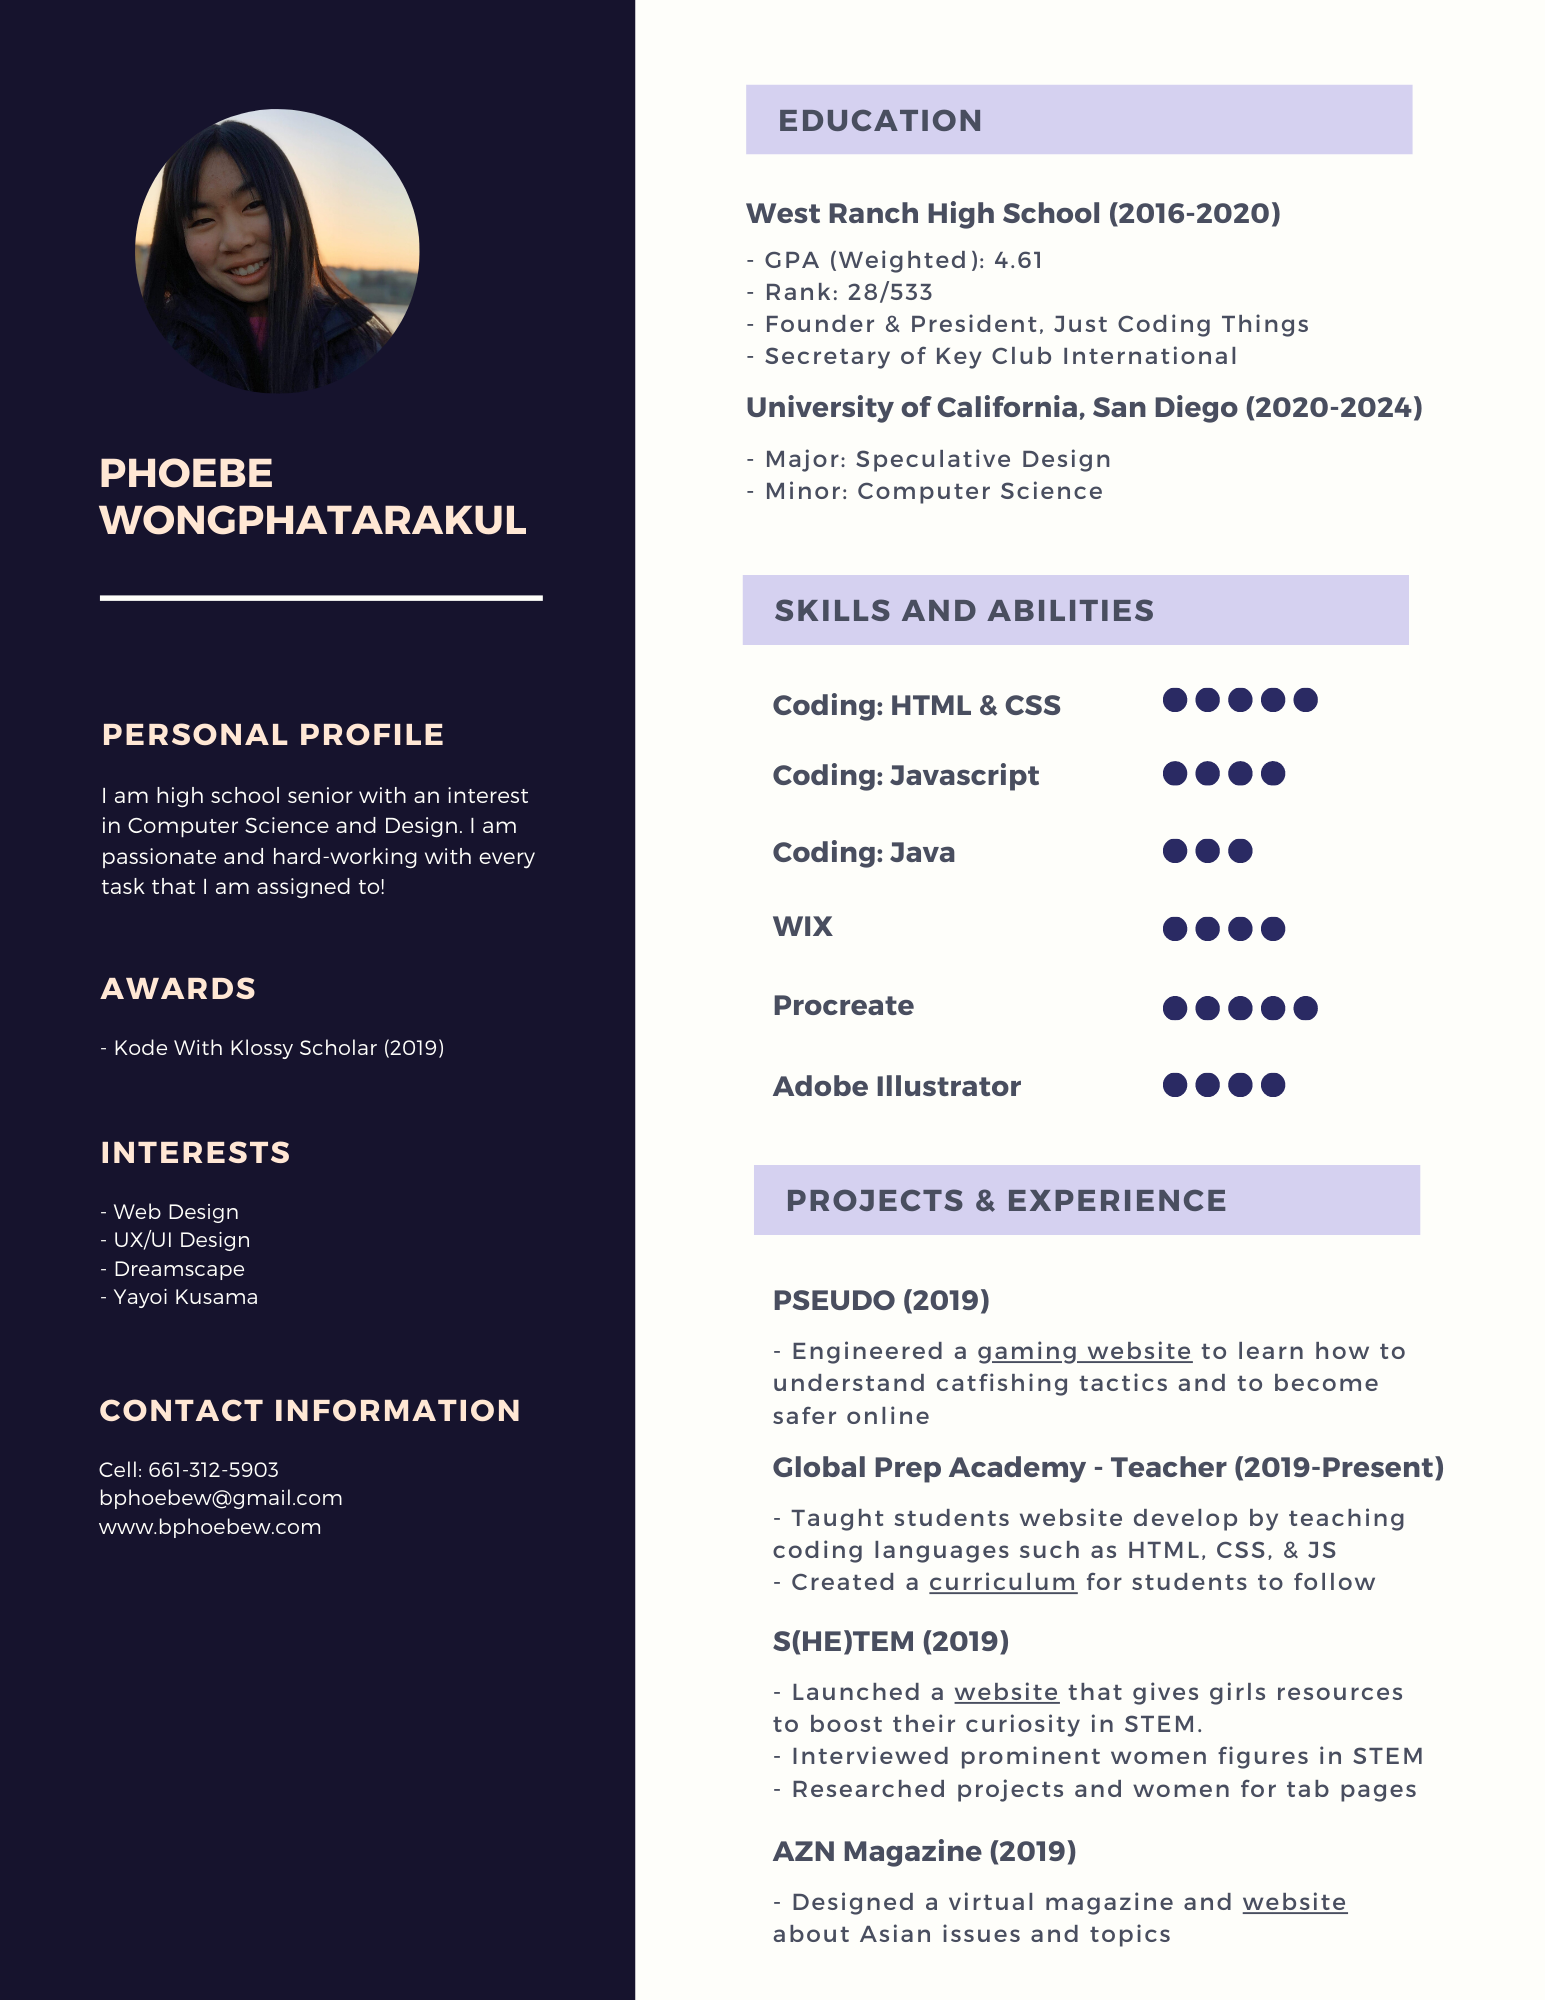 PHOEBE
WONGPHATARAKUL
PERSONAL PROFILE
I am high school senior with an interest
in Computer Science and Design. I am
passionate and hard-working with every
task that I am assigned to!
AWARDS
- Kode With Klossy Scholar (2019)
INTERESTS
- Web Design
- UX/UI Design
- Dreamscape
- Yayoi Kusama
CONTACT INFORMATION
Cell: 661-312-5903
bphoebew@gmail.com
www.bphoebew.com
EDUCATION
West Ranch High School (2016-2020)
- GPA (Weighted): 4.61
- Rank: 28/533
- Founder & President, Just Coding Things
- Secretary of Key Club International
University of California, San Diego (2020-2024)
- Major: Speculative Design
- Minor: Computer Science
SKILLS AND ABILITIES
Coding: HTML & CSS
Coding: Javascript
Coding: Java
WIX
Procreate
Adobe Illustrator
PROJECTS & EXPERIENCE
PSEUDO (2019)
- Engineered a gaming website to learn how to
understand catfishing tactics and to become
safer online
Global Prep Academy - Teacher (2019-Present)
- Taught students website develop by teaching
coding languages such as HTML, CSS, & JS
- Created a curriculum for students to follow
S(HE)TEM (2019)
- Launched a website that gives girls resources
to boost their curiosity in STEM.
- Interviewed prominent women figures in STEM
- Researched projects and women for tab pages
AZN Magazine (2019)
- Designed a virtual magazine and website
about Asian issues and topics